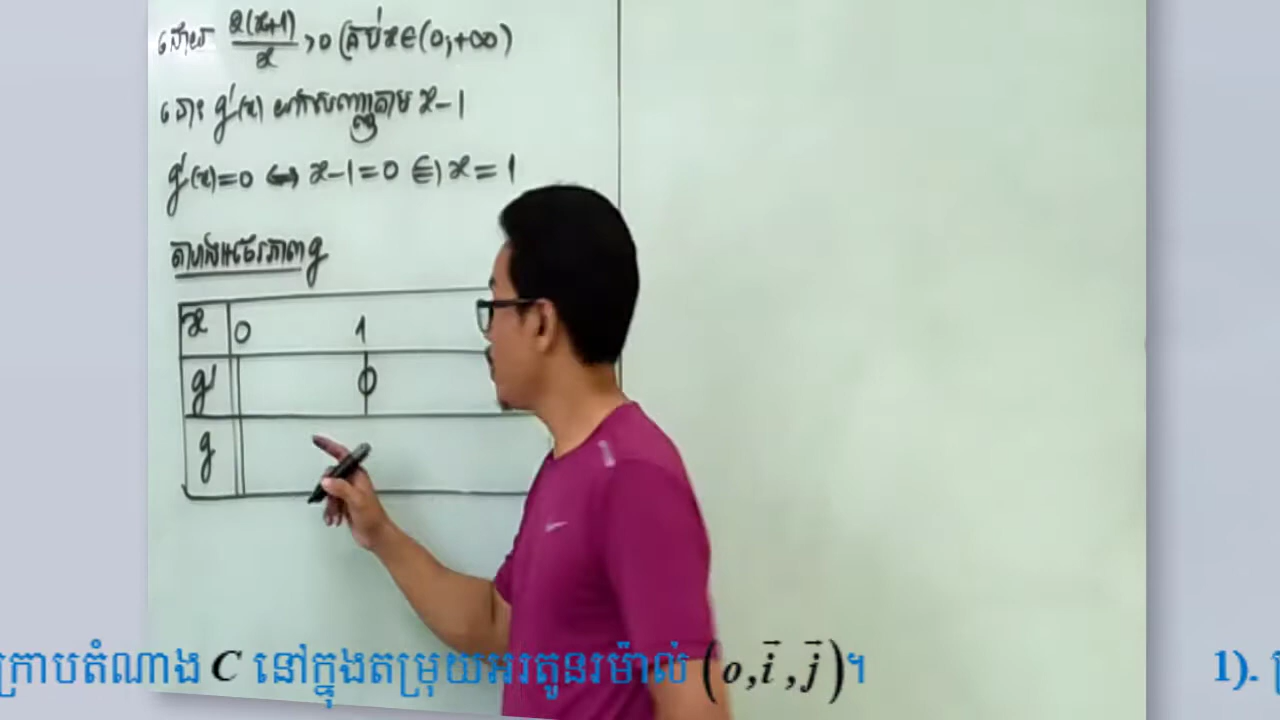 ដោយ 2(x+1)/x >0 គ្រប់ x∈(0;+∞)
នោះ g'(x) មានសញ្ញាតាម x-1
g'(x)=0 ⟺ x-1=0 ⟺ x=1
តារាងអថេរភាព g
x 0 1
g' 0
g
ក្រាបតំណាង C នៅក្នុងតម្រុយអរតូនរម៉ាល់ (o,i⃗,j⃗)។
1).